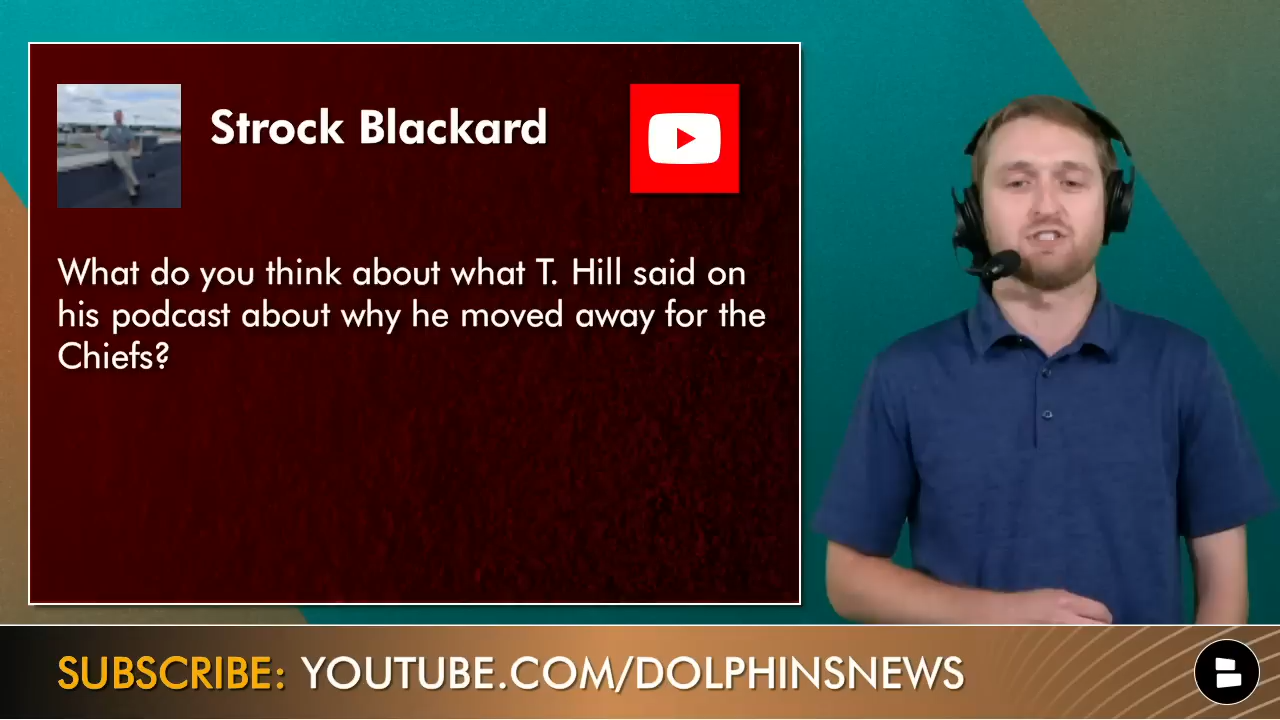 Strock Blackard
What do you think about what T. Hill said on
his podcast about why he moved away for the
Chiefs?
SUBSCRIBE: YOUTUBE.COM/DOLPHINSNEWS